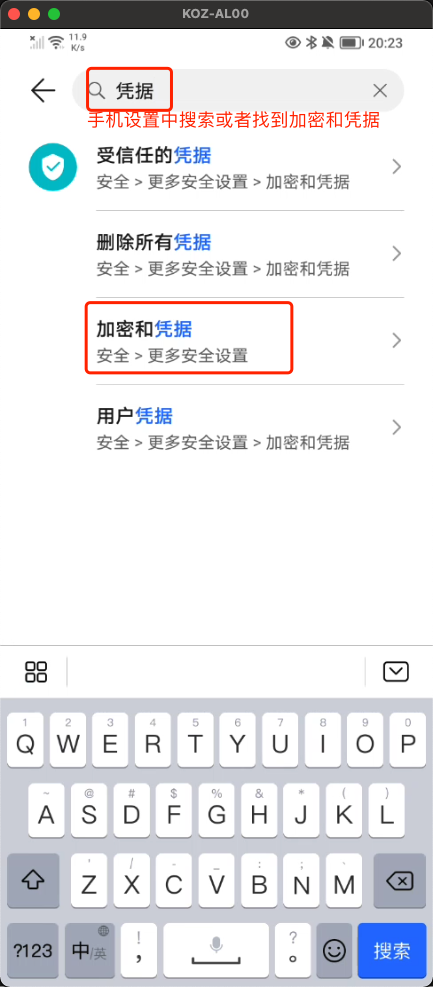 KOZ-AL00
11.9
K/s
20:23
凭据
手机设置中搜索或者找到加密和凭据
受信任的凭据
安全 > 更多安全设置 > 加密和凭据
删除所有凭据
安全 > 更多安全设置 > 加密和凭据
加密和凭据
安全 > 更多安全设置
用户凭据
安全 > 更多安全设置 > 加密和凭据
1 2 3 4 5 6 7 8 9 0
Q W E R T Y U I O P
~ @ # $ % & * ( )
A S D F G H J K L
' / - _ : ; 、
Z X C V B N M
?123 中/英 ! , ? 。 搜索